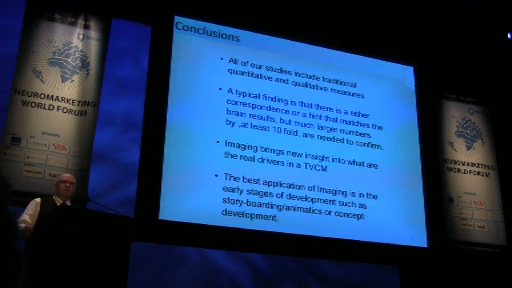 Conclusions
• All of our studies include traditional
quantitative and qualitative measures
• A typical finding is that there is a either
correspondence or a hint that matches the
brain results, but much larger numbers
by ,at least 10 fold, are needed to confirm.
• Imaging brings new insight into what are
the real drivers in a TVCM
• The best application of Imaging is in the
early stages of development such as
story-boarding/animatics or concept
development.
NEUROMARKETING
WORLD FORUM
NEUROMARKETING
WORLD FORUM